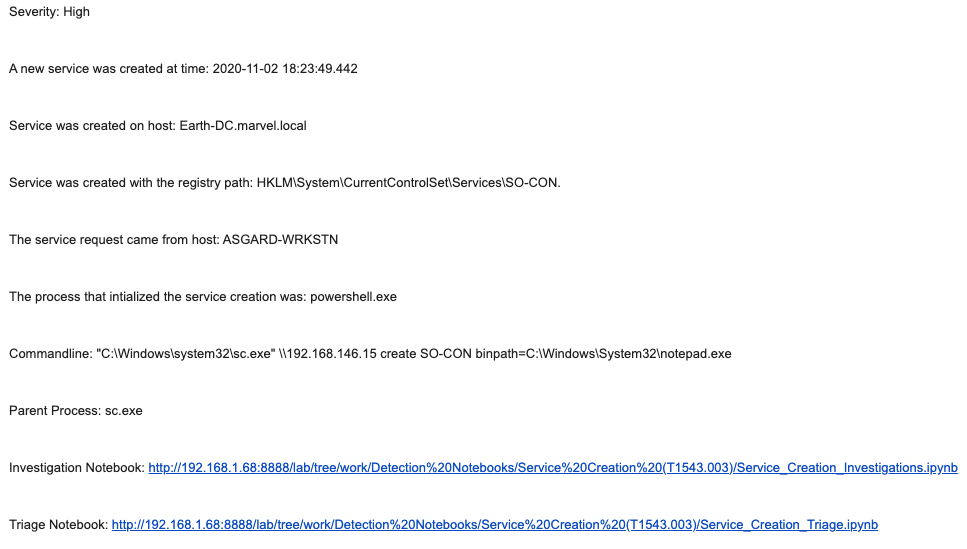 Severity: High
A new service was created at time: 2020-11-02 18:23:49.442
Service was created on host: Earth-DC.marvel.local
Service was created with the registry path: HKLM\System\CurrentControlSet\Services\SO-CON.
The service request came from host: ASGARD-WRKSTN
The process that intialized the service creation was: powershell.exe
Commandline: "C:\Windows\system32\sc.exe" \\192.168.146.15 create SO-CON binpath=C:\Windows\System32\notepad.exe
Parent Process: sc.exe
Investigation Notebook: http://192.168.1.68:8888/lab/tree/work/Detection%20Notebooks/Service%20Creation%20(T1543.003)/Service_Creation_Investigations.ipynb
Triage Notebook: http://192.168.1.68:8888/lab/tree/work/Detection%20Notebooks/Service%20Creation%20(T1543.003)/Service_Creation_Triage.ipynb